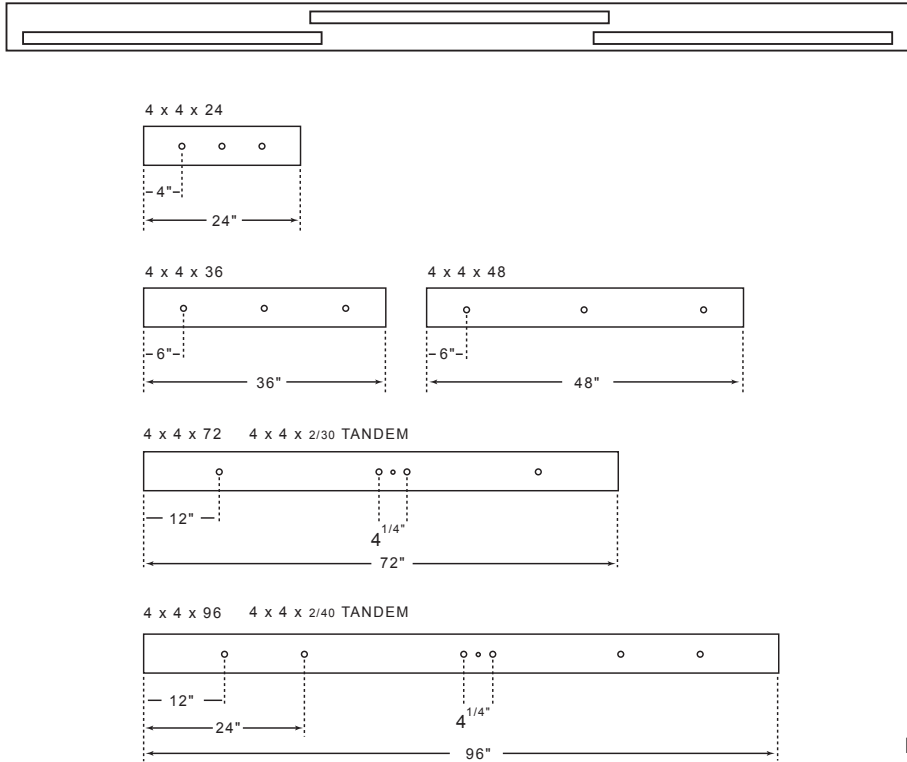 4 x 4 x 24
4"
24"
4 x 4 x 36
4 x 4 x 48
6"
6"
36"
48"
4 x 4 x 72 4 x 4 x 2/30 TANDEM
12"
4 1/4"
72"
4 x 4 x 96 4 x 4 x 2/40 TANDEM
12"
4 1/4"
24"
96"